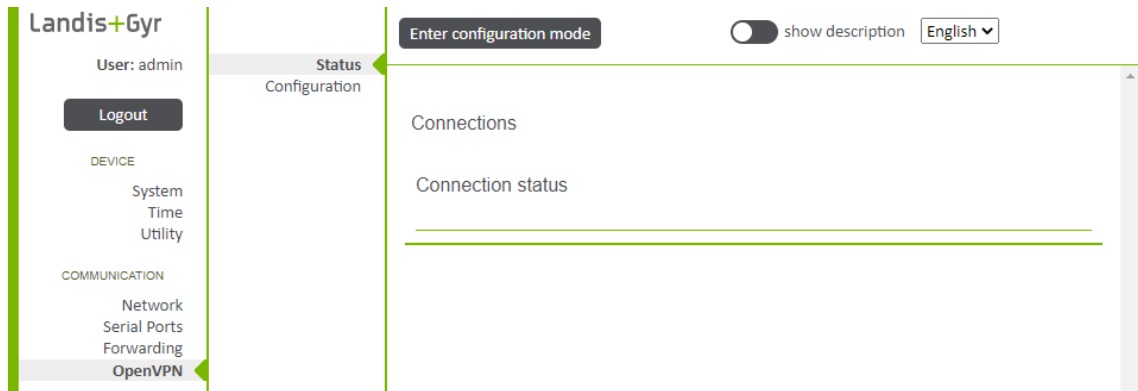 Landis+Gyr
User: admin
Logout
DEVICE
System
Time
Utility
COMMUNICATION
Network
Serial Ports
Forwarding
OpenVPN
Status
Configuration
Enter configuration mode
show description
English
Connections
Connection status